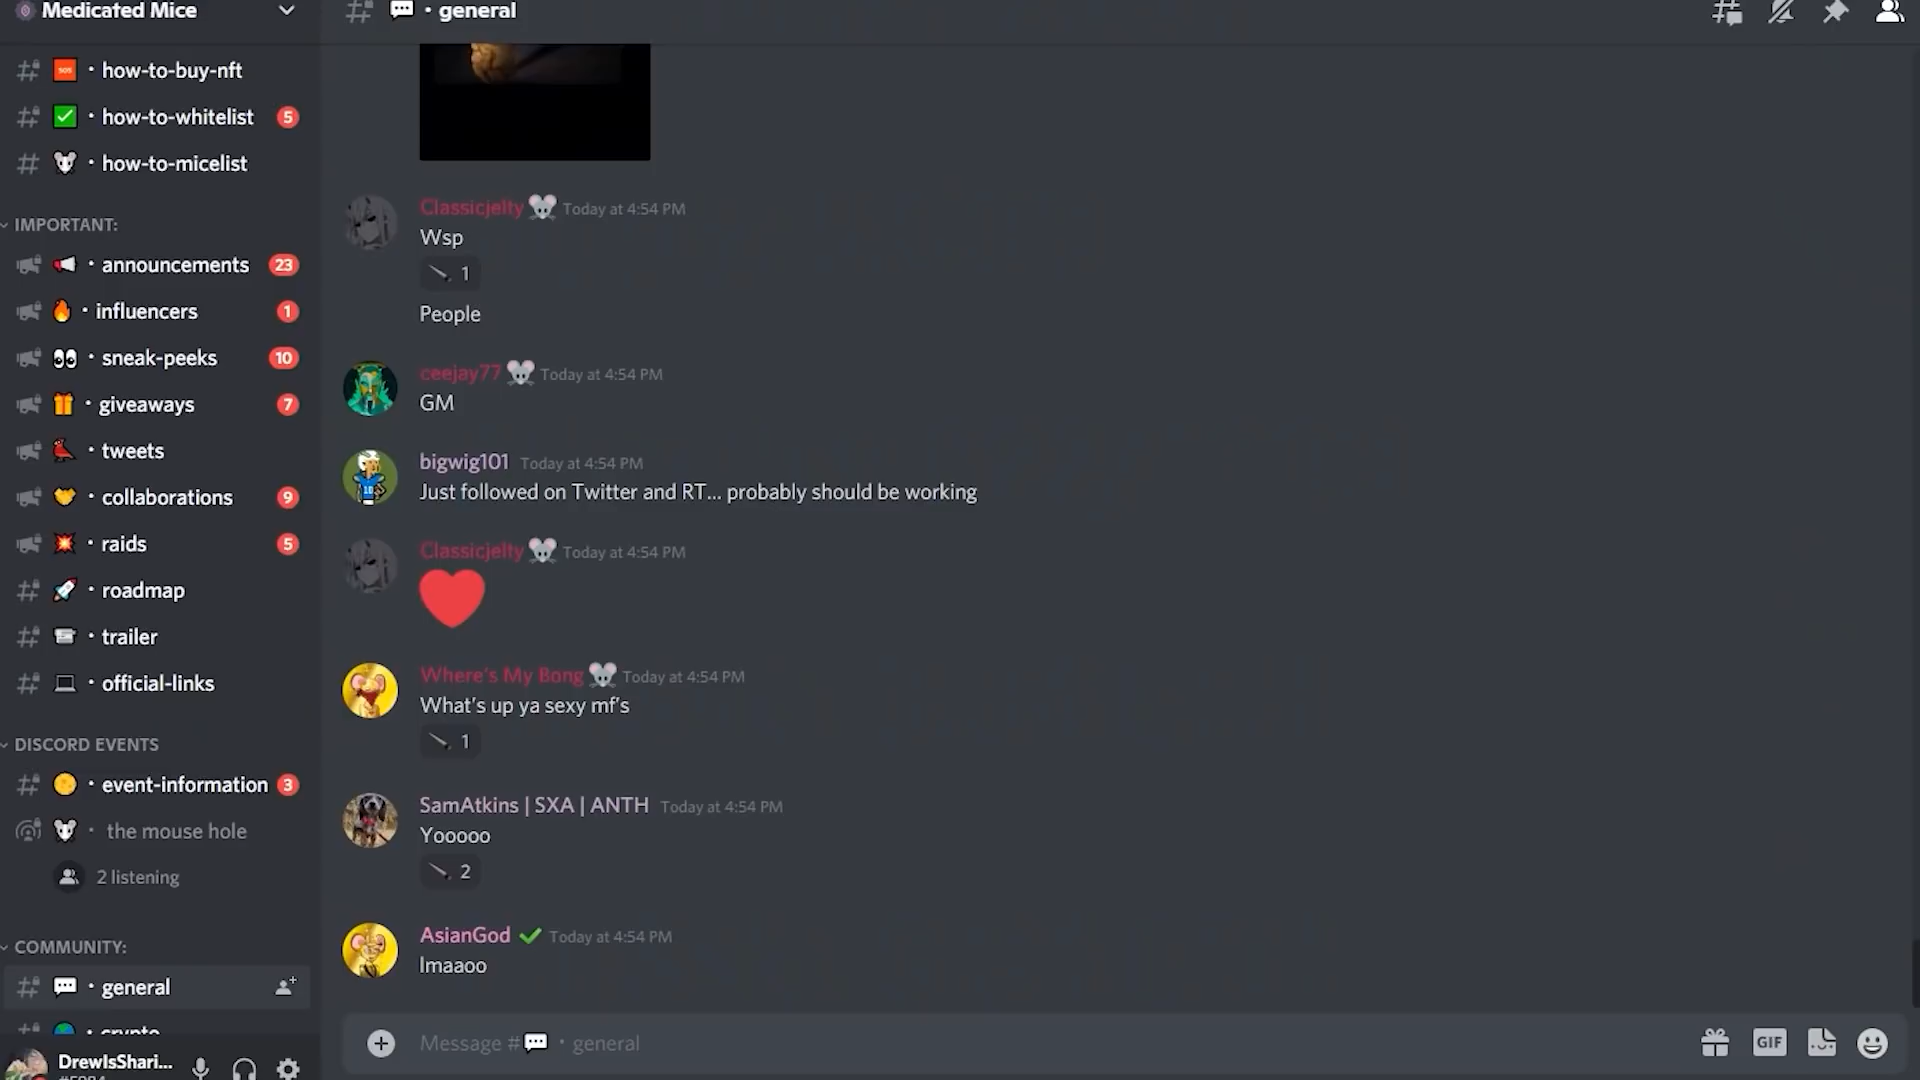 Medicated Mice
• how-to-buy-nft
• how-to-whitelist 5
• how-to-micelist
IMPORTANT:
• announcements 23
• influencers 1
• sneak-peeks 10
• giveaways 7
• tweets
• collaborations 9
• raids 5
• roadmap
• trailer
• official-links
DISCORD EVENTS
• event-information 3
• the mouse hole
2 listening
COMMUNITY:
• general
• crypto
DrewIsShari...
• general
Classicjelty Today at 4:54 PM
Wsp
1
People
ceejay77 Today at 4:54 PM
GM
bigwig101 Today at 4:54 PM
Just followed on Twitter and RT... probably should be working
Classicjelty Today at 4:54 PM
Where's My Bong Today at 4:54 PM
What's up ya sexy mf's
1
SamAtkins | SXA | ANTH Today at 4:54 PM
Yooooo
2
AsianGod Today at 4:54 PM
lmaaoo
Message # • general
GIF